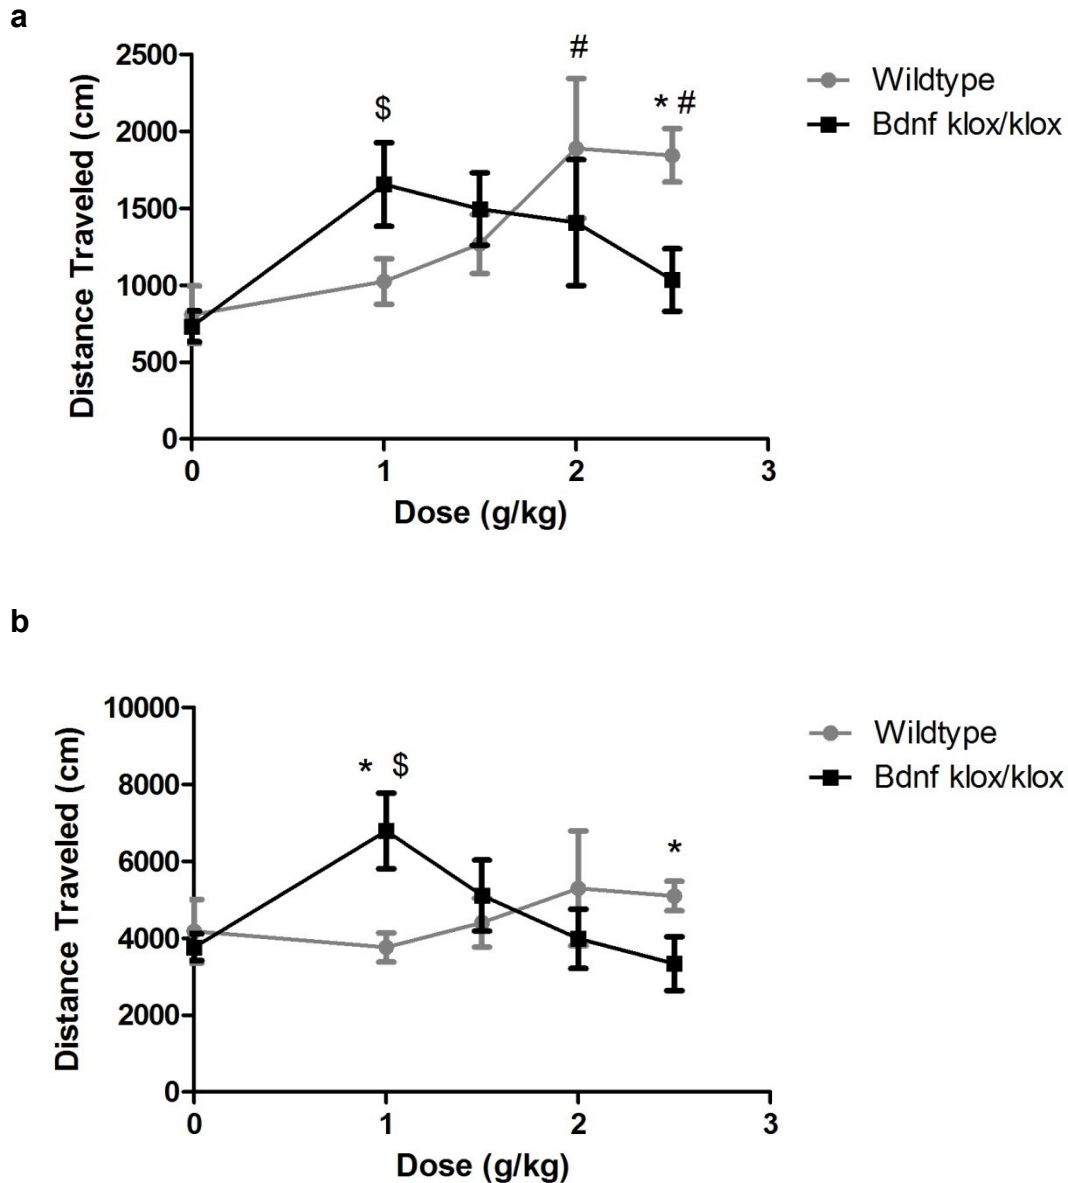 a
Distance Traveled (cm)
2500
2000
1500
1000
500
0
0 1 2 3
Dose (g/kg)
$
#
* #
Wildtype
Bdnf klox/klox
b
Distance Traveled (cm)
10000
8000
6000
4000
2000
0
0 1 2 3
Dose (g/kg)
* $
*
Wildtype
Bdnf klox/klox